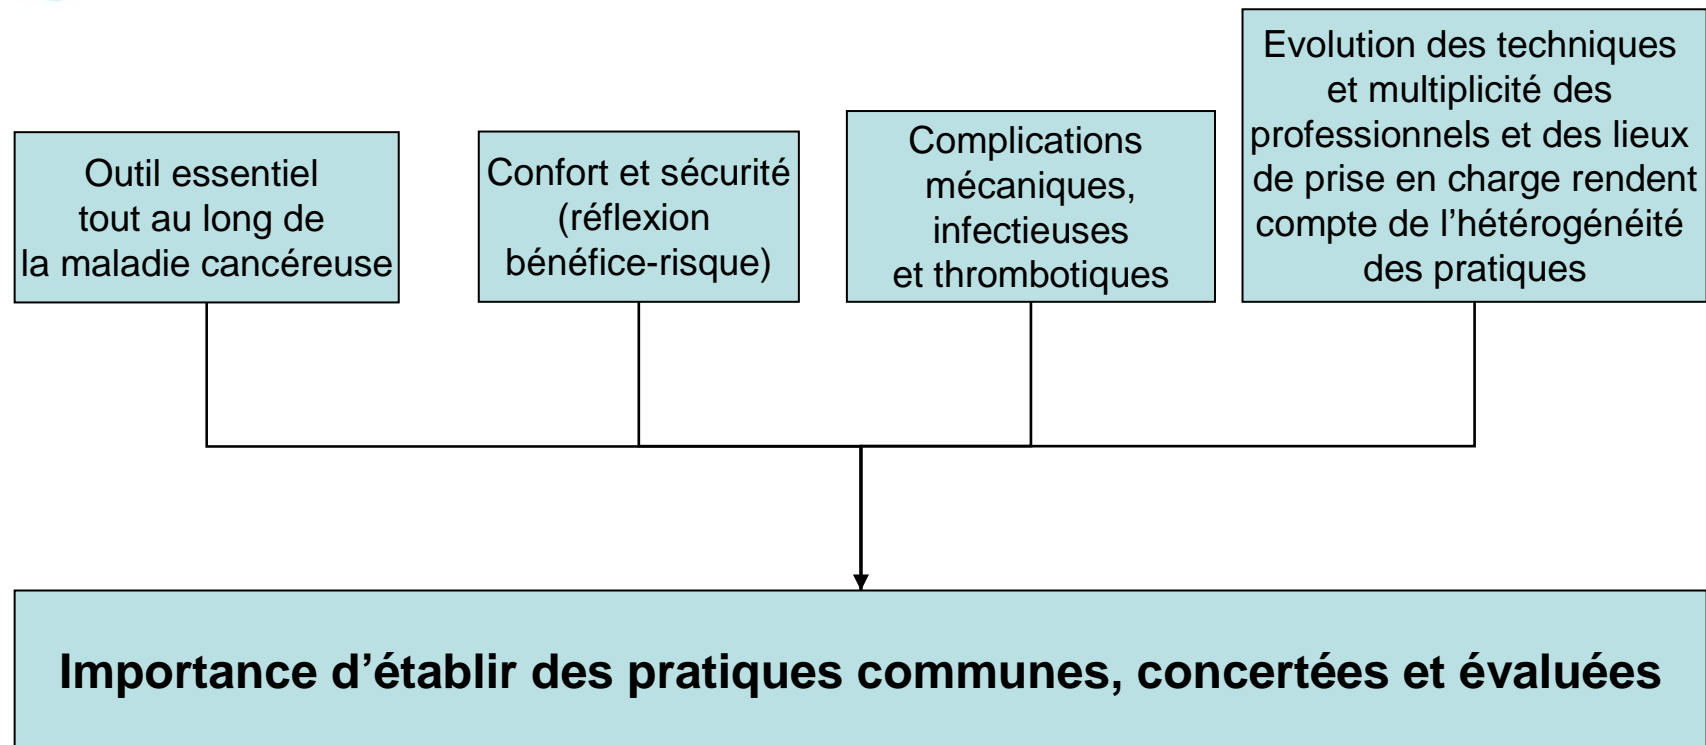 Outil essentiel
tout au long de
la maladie cancéreuse
Confort et sécurité
(réflexion
bénéfice-risque)
Complications
mécaniques,
infectieuses
et thrombotiques
Evolution des techniques
et multiplicité des
professionnels et des lieux
de prise en charge rendent
compte de l’hétérogénéité
des pratiques
Importance d’établir des pratiques communes, concertées et évaluées